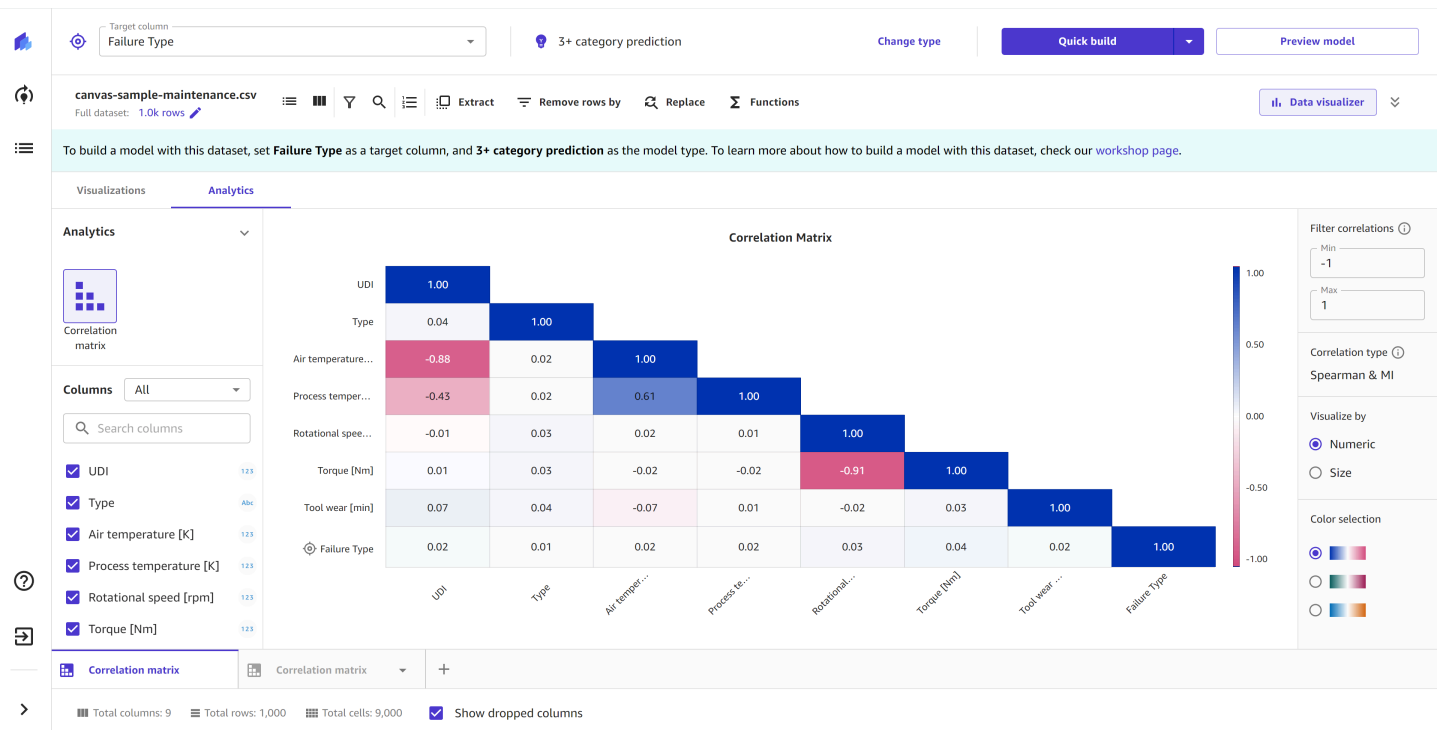 Target column
Failure Type
3+ category prediction
Change type
Quick build
Preview model
canvas-sample-maintenance.csv
Full dataset: 1.0k rows
Extract
Remove rows by
Replace
Functions
Data visualizer
To build a model with this dataset, set Failure Type as a target column, and 3+ category prediction as the model type. To learn more about how to build a model with this dataset, check our workshop page.
Visualizations
Analytics
Analytics
Correlation
matrix
Columns
All
Search columns
UDI
123
Type
Abc
Air temperature [K]
123
Process temperature [K]
123
Rotational speed [rpm]
123
Torque [Nm]
123
Correlation Matrix
UDI 1.00
Type 0.04 1.00
Air temperature... -0.88 0.02 1.00
Process temper... -0.43 0.02 0.61 1.00
Rotational spee... -0.01 0.03 0.02 0.01 1.00
Torque [Nm] 0.01 0.03 -0.02 -0.02 -0.91 1.00
Tool wear [min] 0.07 0.04 -0.07 0.01 -0.02 0.03 1.00
Failure Type 0.02 0.01 0.02 0.02 0.03 0.04 0.02 1.00
UDI
Type
Air temper...
Process te...
Rotational...
Torque [Nm]
Tool wear ...
Failure Type
1.00
0.50
0.00
-0.50
-1.00
Filter correlations
Min
-1
Max
1
Correlation type
Spearman & MI
Visualize by
Numeric
Size
Color selection
Correlation matrix
Correlation matrix
Total columns: 9
Total rows: 1,000
Total cells: 9,000
Show dropped columns